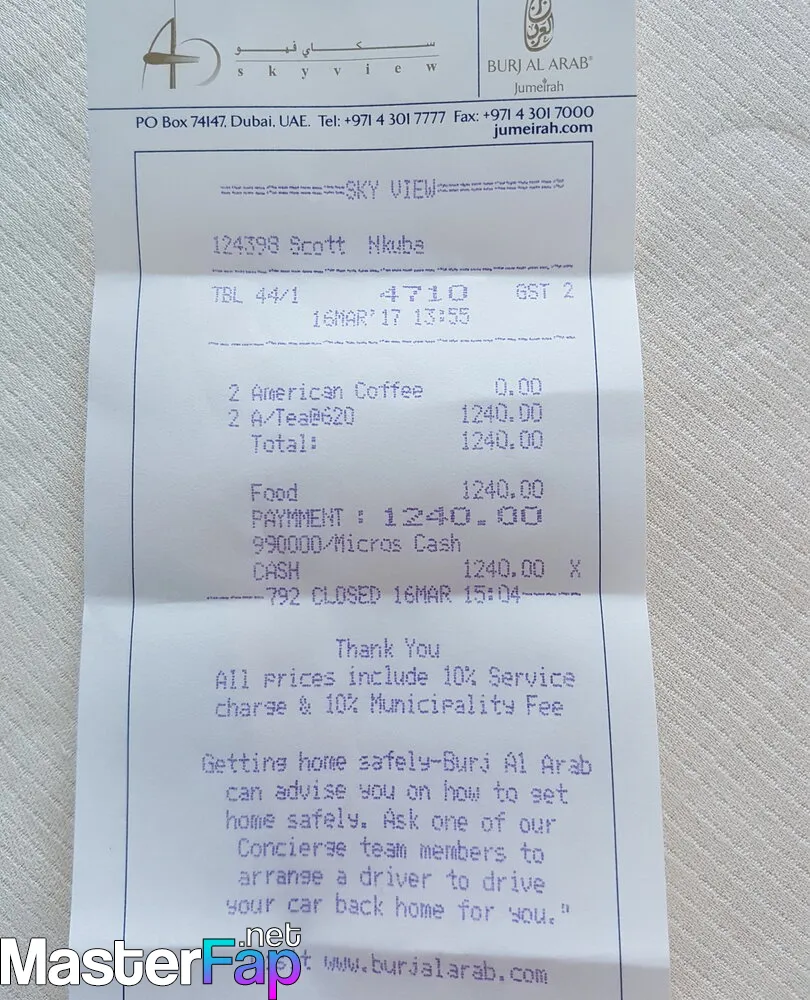 سكاي فيو
skyview
BURJ AL ARAB®
Jumeirah
PO Box 74147, Dubai, UAE. Tel: +971 4 301 7777 Fax: +971 4 301 7000
jumeirah.com
SKY VIEW
124398 Scott Nkuba
TBL 44/1 4710 GST 2
16MAR'17 13:55
2 American Coffee 0.00
2 A/Tea@620 1240.00
Total: 1240.00
Food 1240.00
PAYMMENT : 1240.00
990000/Micros Cash
CASH 1240.00 X
792 CLOSED 16MAR 15:04
Thank You
All prices include 10% Service
charge & 10% Municipality Fee
Getting home safely-Burj Al Arab
can advise you on how to get
home safely. Ask one of our
Concierge team members to
arrange a driver to drive
your car back home for you."
www.burjalarab.com
MasterFap.net